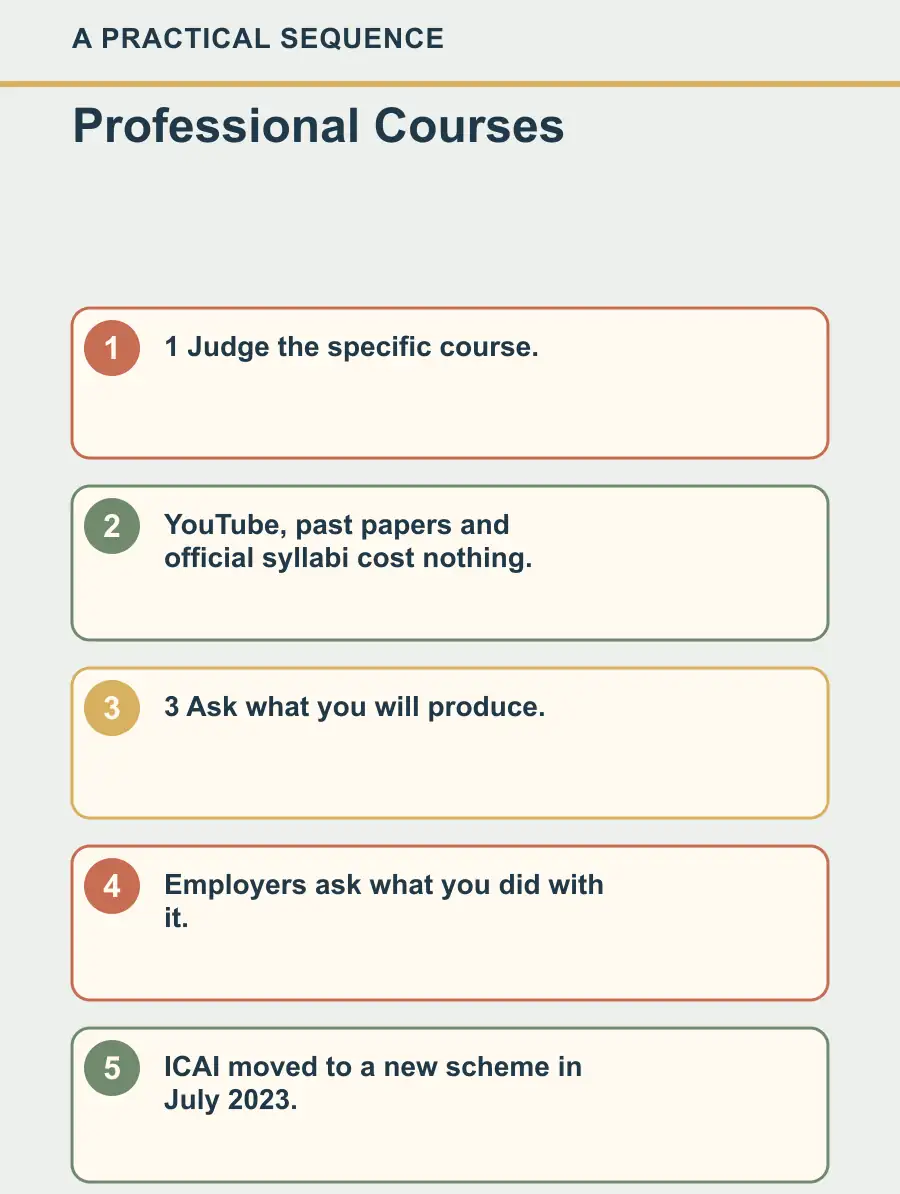 A PRACTICAL SEQUENCE
Professional Courses
1
1 Judge the specific course.
2
YouTube, past papers and
official syllabi cost nothing.
3
3 Ask what you will produce.
4
Employers ask what you did with
it.
5
ICAI moved to a new scheme in
July 2023.